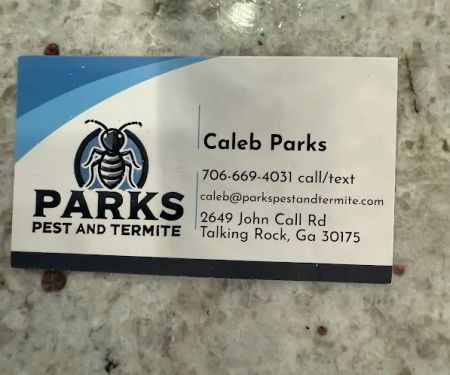 PARKS
PEST AND TERMITE
Caleb Parks
706-669-4031 call/text
caleb@parkspestandtermite.com
2649 John Call Rd
Talking Rock, Ga 30175